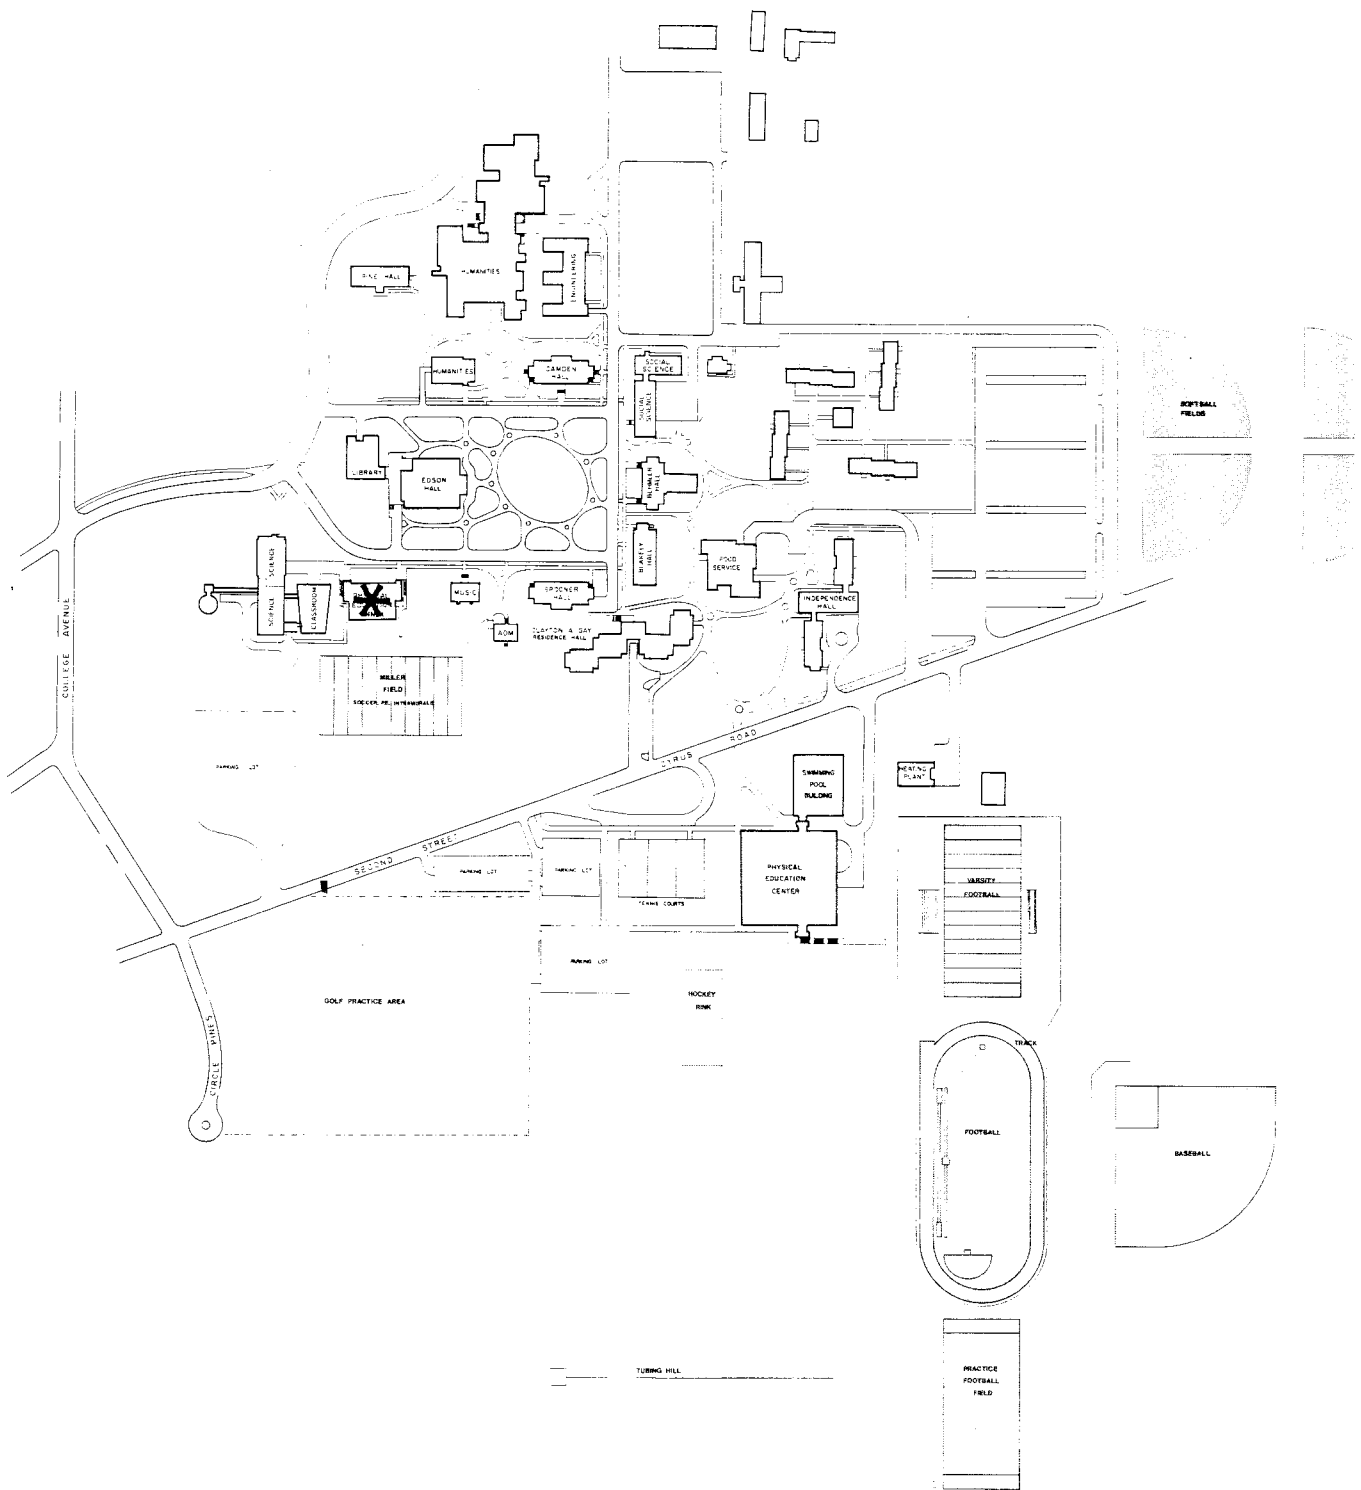 PINE HALL
HUMANITIES
ENGINEERING
HUMANITIES
CAMDEN
HALL
SOCIAL
SCIENCE
SOCIAL SCIENCE
SOFTBALL
FIELDS
LIBRARY
EDSON
HALL
BEHMLER
HALL
BLAKELY
HALL
FOOD
SERVICE
SCIENCE
SCIENCE
CLASSROOM
MUSIC
SPOONER
HALL
INDEPENDENCE
HALL
ADM
CLAYTON A. GAY
RESIDENCE HALL
COLLEGE AVENUE
MILLER
FIELD
SOCCER, P.E., INTRAMURALS
PARKING LOT
CYRUS ROAD
SWIMMING
POOL
BUILDING
HEATING
PLANT
SECOND STREET
PARKING LOT
PARKING LOT
TENNIS COURTS
PHYSICAL
EDUCATION
CENTER
VARSITY
FOOTBALL
PARKING LOT
GOLF PRACTICE AREA
HOCKEY
RINK
CIRCLE PINES
TRACK
FOOTBALL
BASEBALL
TUBING HILL
PRACTICE
FOOTBALL
FIELD